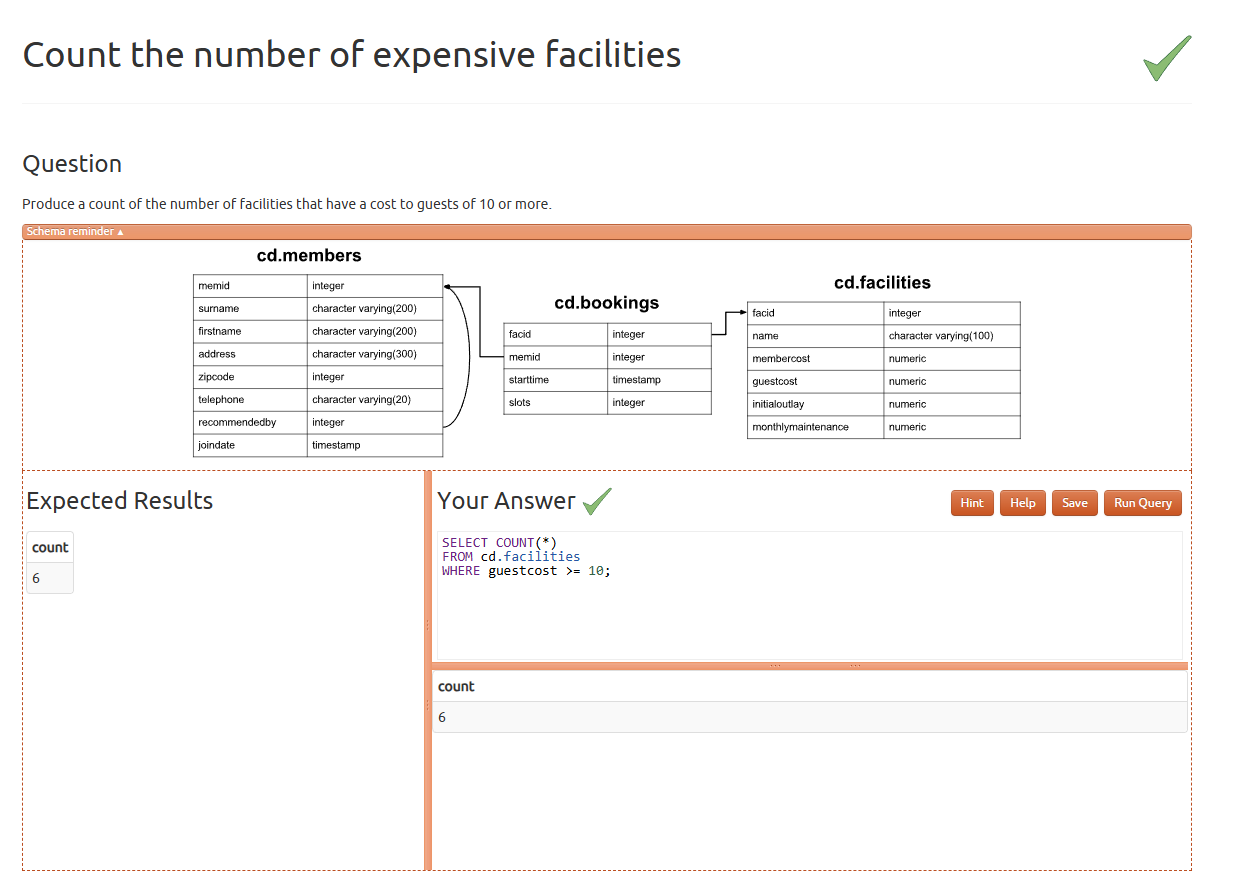 Count the number of expensive facilities
Question
Produce a count of the number of facilities that have a cost to guests of 10 or more.
Schema reminder ▲
cd.members
memid integer
surname character varying(200)
firstname character varying(200)
address character varying(300)
zipcode integer
telephone character varying(20)
recommendedby integer
joindate timestamp
cd.bookings
facid integer
memid integer
starttime timestamp
slots integer
cd.facilities
facid integer
name character varying(100)
membercost numeric
guestcost numeric
initialoutlay numeric
monthlymaintenance numeric
Expected Results
count
6
Your Answer
Hint Help Save Run Query
SELECT COUNT(*)
FROM cd.facilities
WHERE guestcost >= 10;
count
6